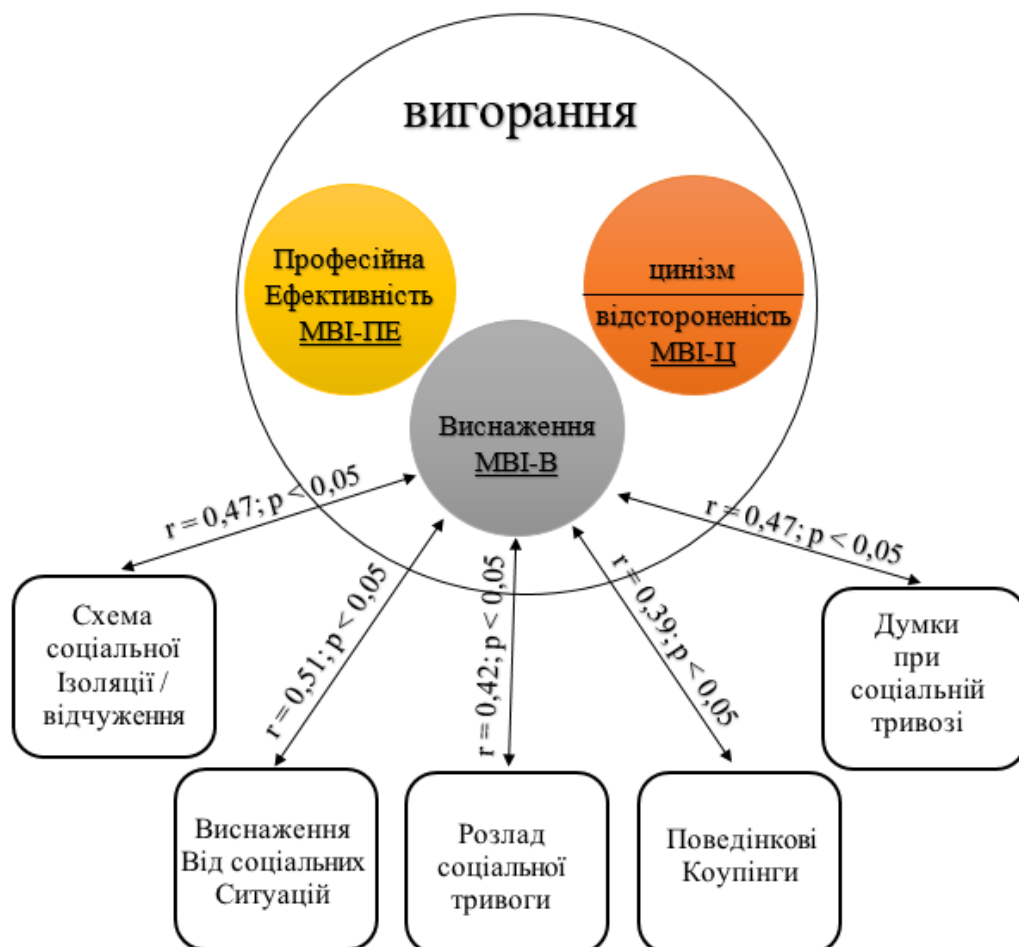 вигорання
Професійна
Ефективність
МВІ-ПЕ
цинізм
відстороненість
МВІ-Ц
Виснаження
МВІ-В
r = 0,47; p < 0,05
r = 0,51; p < 0,05
r = 0,42; p < 0,05
r = 0,39; p < 0,05
r = 0,47; p < 0,05
Схема
соціальної
Ізоляції /
відчуження
Виснаження
Від соціальних
Ситуацій
Розлад
соціальної
тривоги
Поведінкові
Коупінги
Думки
при
соціальній
тривозі